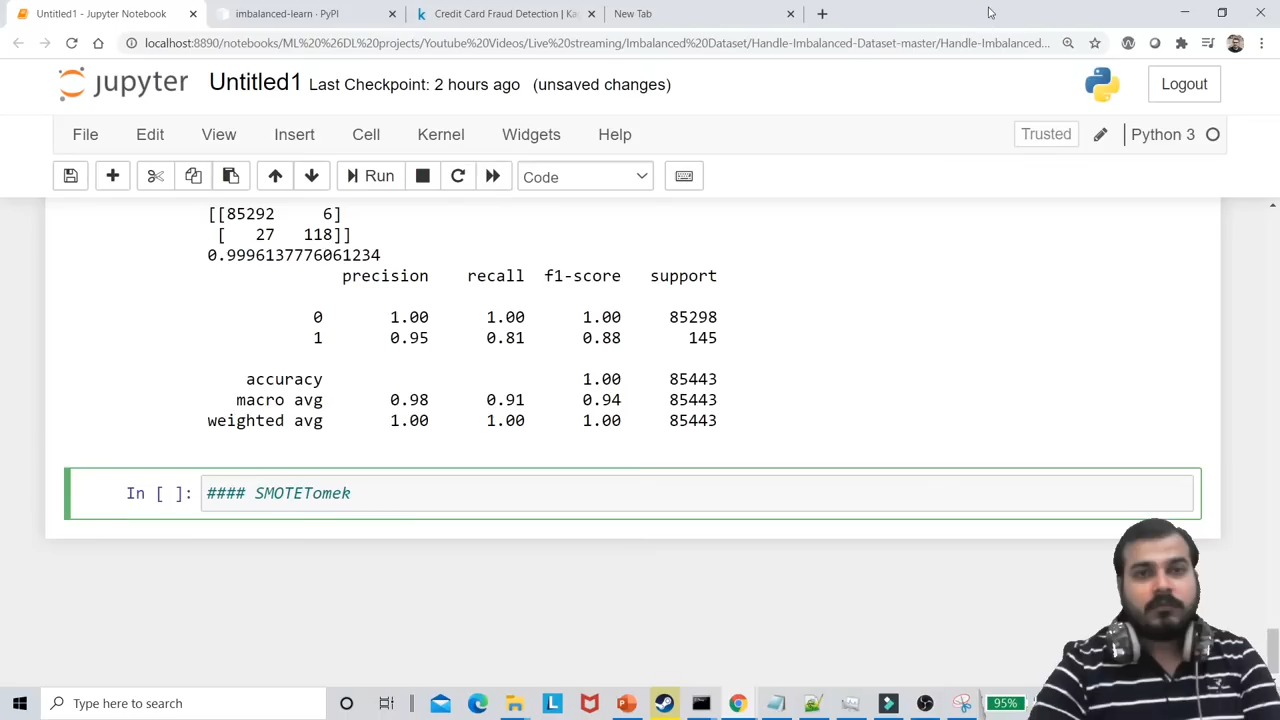 Untitled1 - Jupyter Notebook
imbalanced-learn · PyPI
Credit Card Fraud Detection | Ka
New Tab
localhost:8890/notebooks/ML%20%26DL%20projects/Youtube%20Videos/Live%20streaming/Imbalanced%20Dataset/Handle-Imbalanced-Dataset-master/Handle-Imbalanced...
jupyter Untitled1 Last Checkpoint: 2 hours ago (unsaved changes)
Logout
File Edit View Insert Cell Kernel Widgets Help
Trusted
Python 3
Run
Code
[[85292 6]
[ 27 118]]
0.9996137776061234
precision recall f1-score support
0 1.00 1.00 1.00 85298
1 0.95 0.81 0.88 145
accuracy 1.00 85443
macro avg 0.98 0.91 0.94 85443
weighted avg 1.00 1.00 1.00 85443
In [ ]: #### SMOTETomek
Type here to search
95%